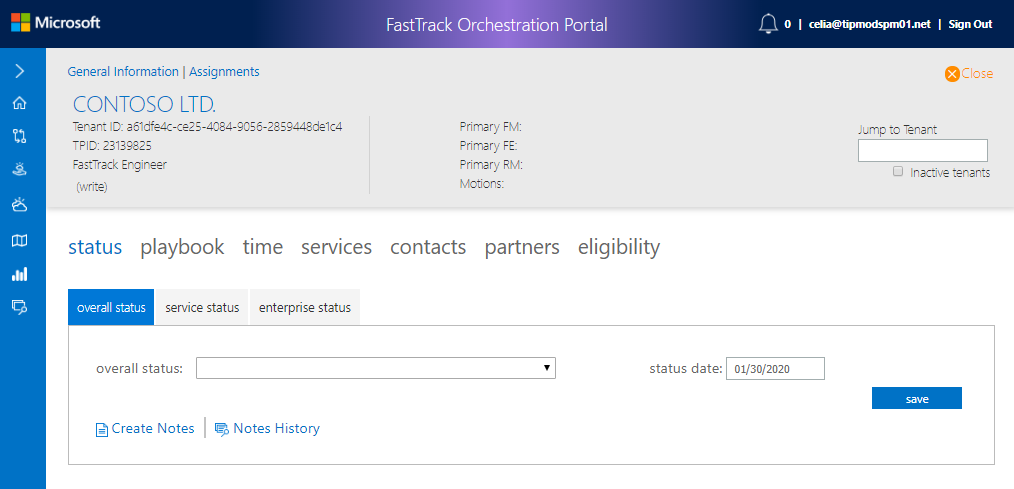 Microsoft
FastTrack Orchestration Portal
0 | celia@tipmodspm01.net | Sign Out
General Information | Assignments
Close
CONTOSO LTD.
Tenant ID: a61dfe4c-ce25-4084-9056-2859448de1c4
TPID: 23139825
FastTrack Engineer
(write)
Primary FM:
Primary FE:
Primary RM:
Motions:
Jump to Tenant
Inactive tenants
status playbook time services contacts partners eligibility
overall status service status enterprise status
overall status:
status date: 01/30/2020
save
Create Notes | Notes History